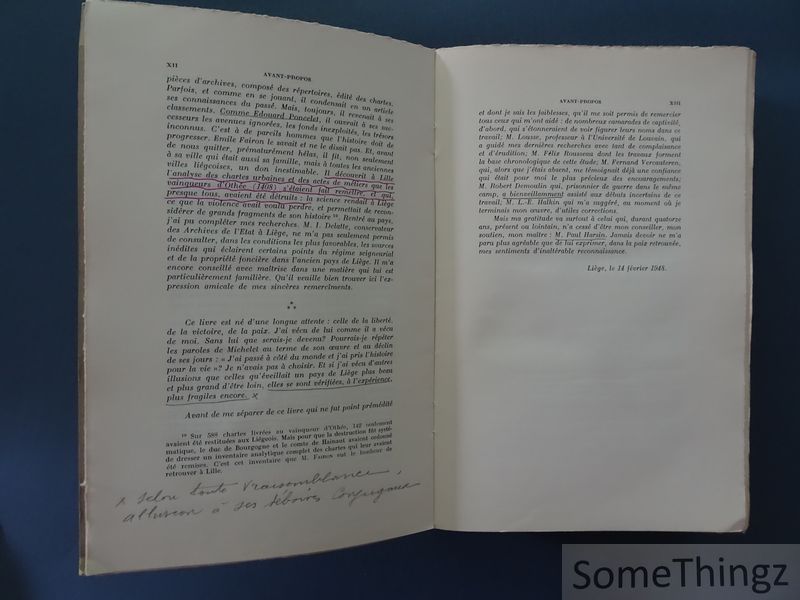 XII
AVANT-PROPOS
pièces d'archives, composé des répertoires, édité des chartes.
Parfois, et comme en se jouant, il condensait en un article
ses connaissances du passé. Mais, toujours, il revenait à ses
classements. Comme Edouard Poncelet, il ouvrait à ses suc-
cesseurs les avenues ignorées, les fonds inexploités, les trésors
inconnus. C'est à de pareils hommes que l'histoire doit de
progresser. Emile Fairon le savait et ne le disait pas. Et, avant
de nous quitter, prématurément hélas, il fit, non seulement
à sa ville qui était aussi sa famille, mais à toutes les anciennes
villes liégeoises, un don inestimable. Il découvrit à Lille
l'analyse des chartes urbaines et des actes de métiers que les
vainqueurs d'Othée (1408) s'étaient fait remettre, et qui,
presque tous, avaient été détruits : la science rendait à Liège
ce que la violence avait voulu perdre, et permettait de recon-
sidérer de grands fragments de son histoire ¹⁰. Rentré au pays,
j'ai pu compléter mes recherches. M. I. Delatte, conservateur
des Archives de l'Etat à Liège, ne m'a pas seulement permis
de consulter, dans les conditions les plus favorables, les sources
inédites qui éclairent certains points du régime seigneurial
et de la propriété foncière dans l'ancien pays de Liège. Il m'a
encore conseillé avec maîtrise dans une matière qui lui est
particulièrement familière. Qu'il veuille bien trouver ici l'ex-
pression amicale de mes sincères remercîments.
⁂
Ce livre est né d'une longue attente : celle de la liberté,
de la victoire, de la paix. J'ai vécu de lui comme il a vécu
de moi. Sans lui que serais-je devenu? Pourrais-je répéter
les paroles de Michelet au terme de son œuvre et au déclin
de ses jours : « J'ai passé à côté du monde et j'ai pris l'histoire
pour la vie »? Je n'avais pas à choisir. Et si j'ai vécu d'autres
illusions que celles qu'éveillait un pays de Liège plus beau
et plus grand d'être loin, elles se sont vérifiées, à l'expérience,
plus fragiles encore. x
Avant de me séparer de ce livre qui ne fut point prémédité
¹⁰ Sur 588 chartes livrées au vainqueur d'Othée, 142 seulement
avaient été restituées aux Liégeois. Mais pour que la destruction fût systé-
matique, le duc de Bourgogne et le comte de Hainaut avaient ordonné
de dresser un inventaire analytique complet des chartes qui leur avaient
été remises. C'est cet inventaire que M. Fairon eut le bonheur de
retrouver à Lille.
x selon toute vraisemblance,
allusion à ses déboires conjugaux
AVANT-PROPOS
XIII
et dont je sais les faiblesses, qu'il me soit permis de remercier
tous ceux qui m'ont aidé : de nombreux camarades de captivité,
d'abord, qui s'étonneront de voir figurer leurs noms dans ce
travail; M. Lousse, professeur à l'Université de Louvain, qui
a guidé mes dernières recherches avec tant de complaisance
et d'érudition; M. Félix Rousseau dont les travaux forment
la base chronologique de cette étude; M. Fernand Vercauteren,
qui, alors que j'étais absent, me témoignait déjà une confiance
qui était pour moi le plus précieux des encouragements;
M. Robert Demoulin qui, prisonnier de guerre dans le même
camp, a bienveillamment assisté aux débuts incertains de ce
travail; M. L.-E. Halkin qui m'a suggéré, au moment où je
terminais mon œuvre, d'utiles corrections.
Mais ma gratitude va surtout à celui qui, durant quatorze
ans, présent ou lointain, n'a cessé d'être mon conseiller, mon
soutien, mon maître : M. Paul Harsin. Jamais devoir ne m'a
paru plus agréable que de lui exprimer, dans la paix retrouvée,
mes sentiments d'inaltérable reconnaissance.
Liège, le 14 février 1948.
SomeThingz